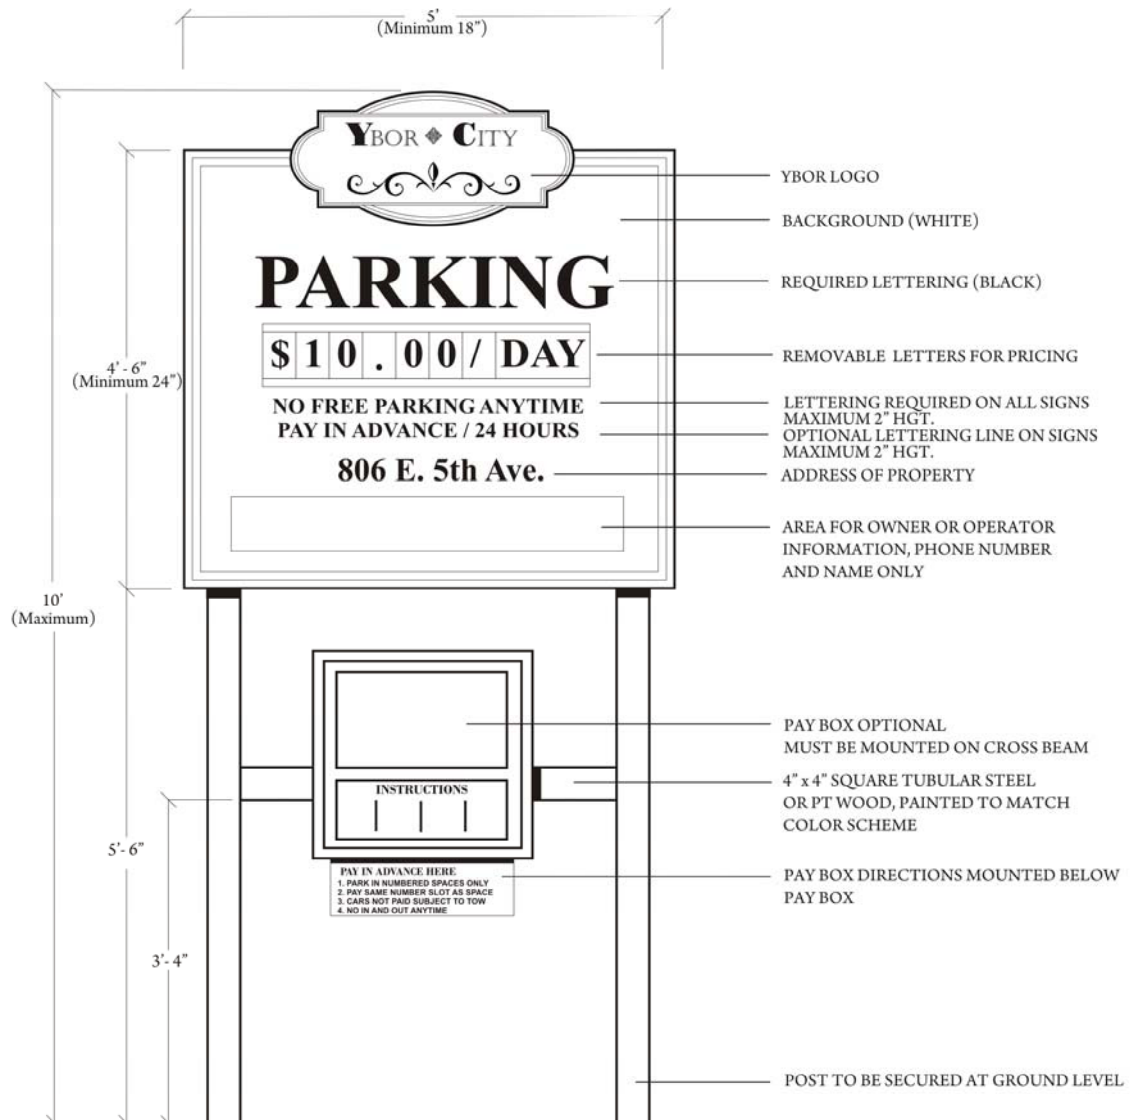 5’
(Minimum 18”)
YBOR CITY
YBOR LOGO
BACKGROUND (WHITE)
PARKING
REQUIRED LETTERING (BLACK)
$10.00/ DAY
REMOVABLE LETTERS FOR PRICING
4’ - 6”
(Minimum 24”)
NO FREE PARKING ANYTIME
LETTERING REQUIRED ON ALL SIGNS
MAXIMUM 2” HGT.
PAY IN ADVANCE / 24 HOURS
OPTIONAL LETTERING LINE ON SIGNS
MAXIMUM 2” HGT.
806 E. 5th Ave.
ADDRESS OF PROPERTY
AREA FOR OWNER OR OPERATOR
INFORMATION, PHONE NUMBER
AND NAME ONLY
10’
(Maximum)
PAY BOX OPTIONAL
MUST BE MOUNTED ON CROSS BEAM
4” x 4” SQUARE TUBULAR STEEL
OR PT WOOD, PAINTED TO MATCH
COLOR SCHEME
INSTRUCTIONS
5’- 6”
PAY IN ADVANCE HERE
1. PARK IN NUMBERED SPACES ONLY
2. PAY SAME NUMBER SLOT AS SPACE
3. CARS NOT PAID SUBJECT TO TOW
4. NO IN AND OUT ANYTIME
PAY BOX DIRECTIONS MOUNTED BELOW
PAY BOX
3’- 4”
POST TO BE SECURED AT GROUND LEVEL